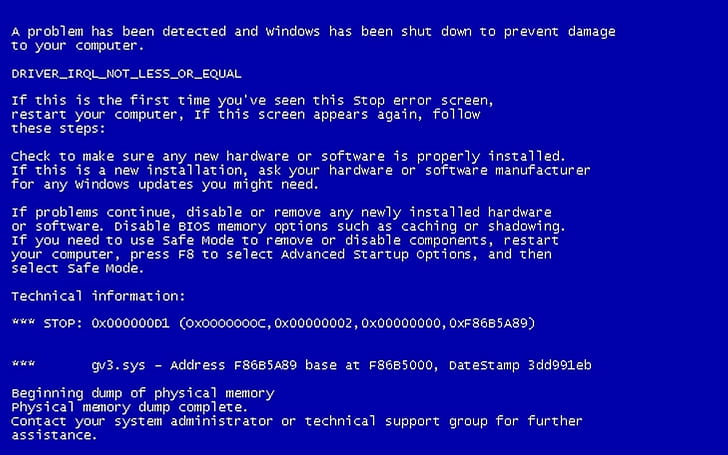 A problem has been detected and Windows has been shut down to prevent damage
to your computer.
DRIVER_IRQL_NOT_LESS_OR_EQUAL
If this is the first time you've seen this Stop error screen,
restart your computer, If this screen appears again, follow
these steps:
Check to make sure any new hardware or software is properly installed.
If this is a new installation, ask your hardware or software manufacturer
for any Windows updates you might need.
If problems continue, disable or remove any newly installed hardware
or software. Disable BIOS memory options such as caching or shadowing.
If you need to use Safe Mode to remove or disable components, restart
your computer, press F8 to select Advanced Startup Options, and then
select Safe Mode.
Technical information:
*** STOP: 0x000000D1 (0x0000000C,0x00000002,0x00000000,0xF86B5A89)
*** gv3.sys – Address F86B5A89 base at F86B5000, DateStamp 3dd991eb
Beginning dump of physical memory
Physical memory dump complete.
Contact your system administrator or technical support group for further
assistance.